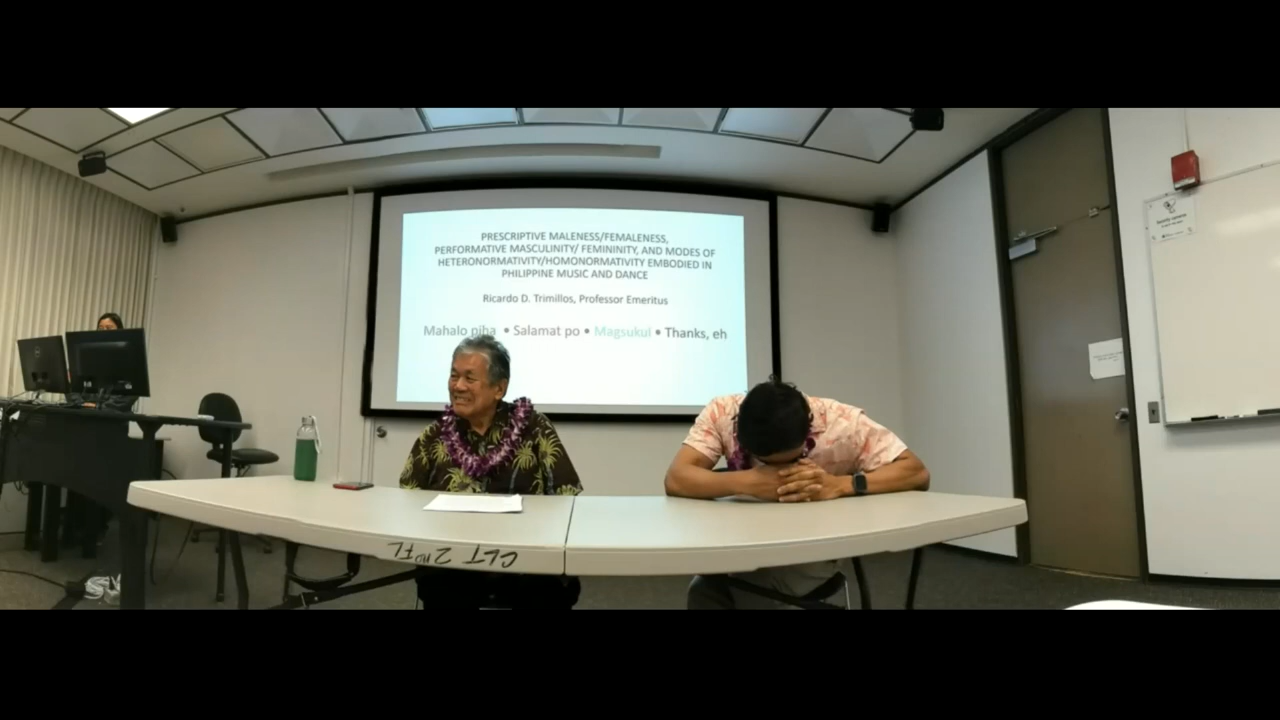 PRESCRIPTIVE MALENESS/FEMALENESS,
PERFORMATIVE MASCULINITY/ FEMININITY, AND MODES OF
HETERONORMATIVITY/HOMONORMATIVITY EMBODIED IN
PHILIPPINE MUSIC AND DANCE
Ricardo D. Trimillos, Professor Emeritus
Mahalo piha • Salamat po • Magsukul • Thanks, eh
CLT 2ND FL